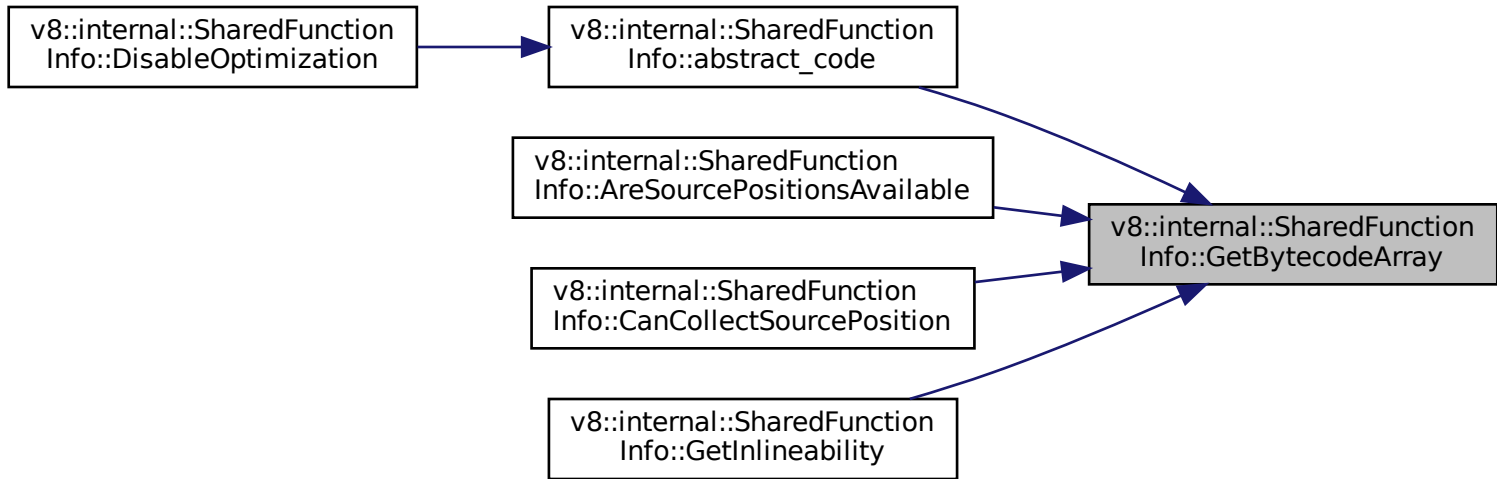 v8::internal::SharedFunction
Info::DisableOptimization
v8::internal::SharedFunction
Info::abstract_code
v8::internal::SharedFunction
Info::AreSourcePositionsAvailable
v8::internal::SharedFunction
Info::GetBytecodeArray
v8::internal::SharedFunction
Info::CanCollectSourcePosition
v8::internal::SharedFunction
Info::GetInlineability